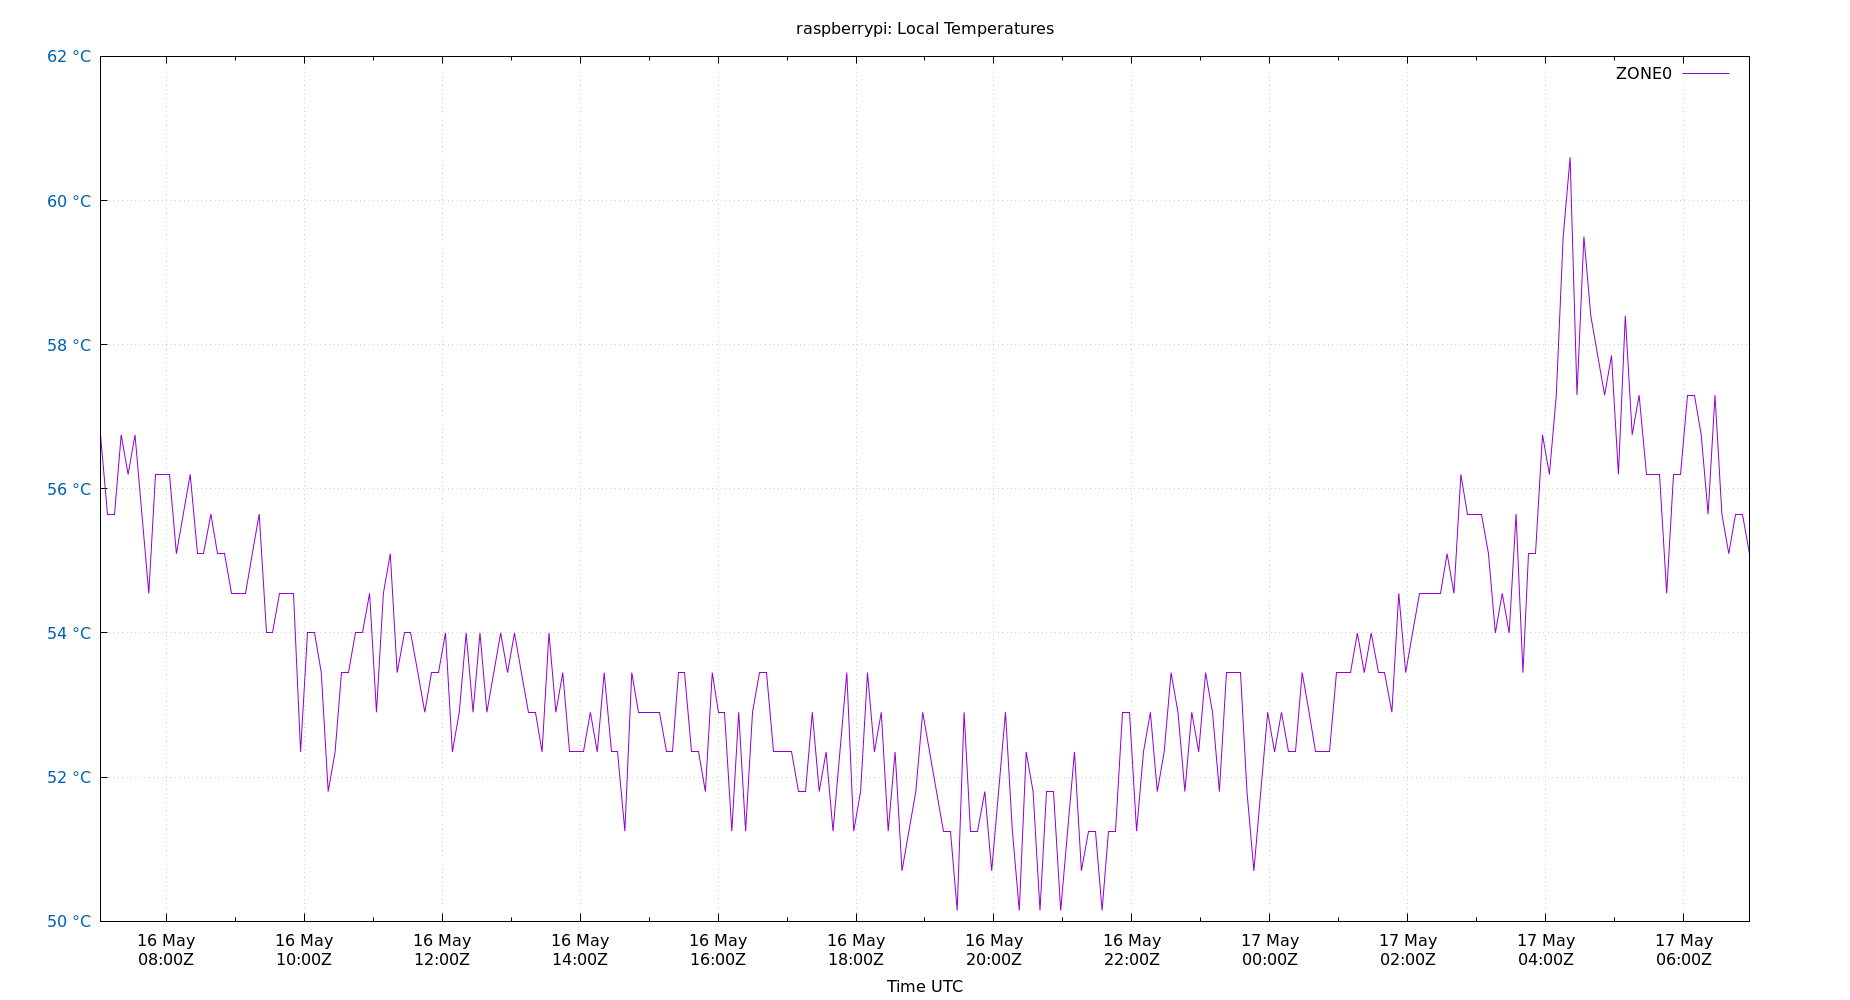 raspberrypi: Local Temperatures
62 °C
ZONE0
60 °C
58 °C
56 °C
54 °C
52 °C
50 °C
16 May 16 May 16 May 16 May 16 May 16 May 16 May 16 May 17 May 17 May 17 May 17 May
08:00Z 10:00Z 12:00Z 14:00Z 16:00Z 18:00Z 20:00Z 22:00Z 00:00Z 02:00Z 04:00Z 06:00Z
Time UTC